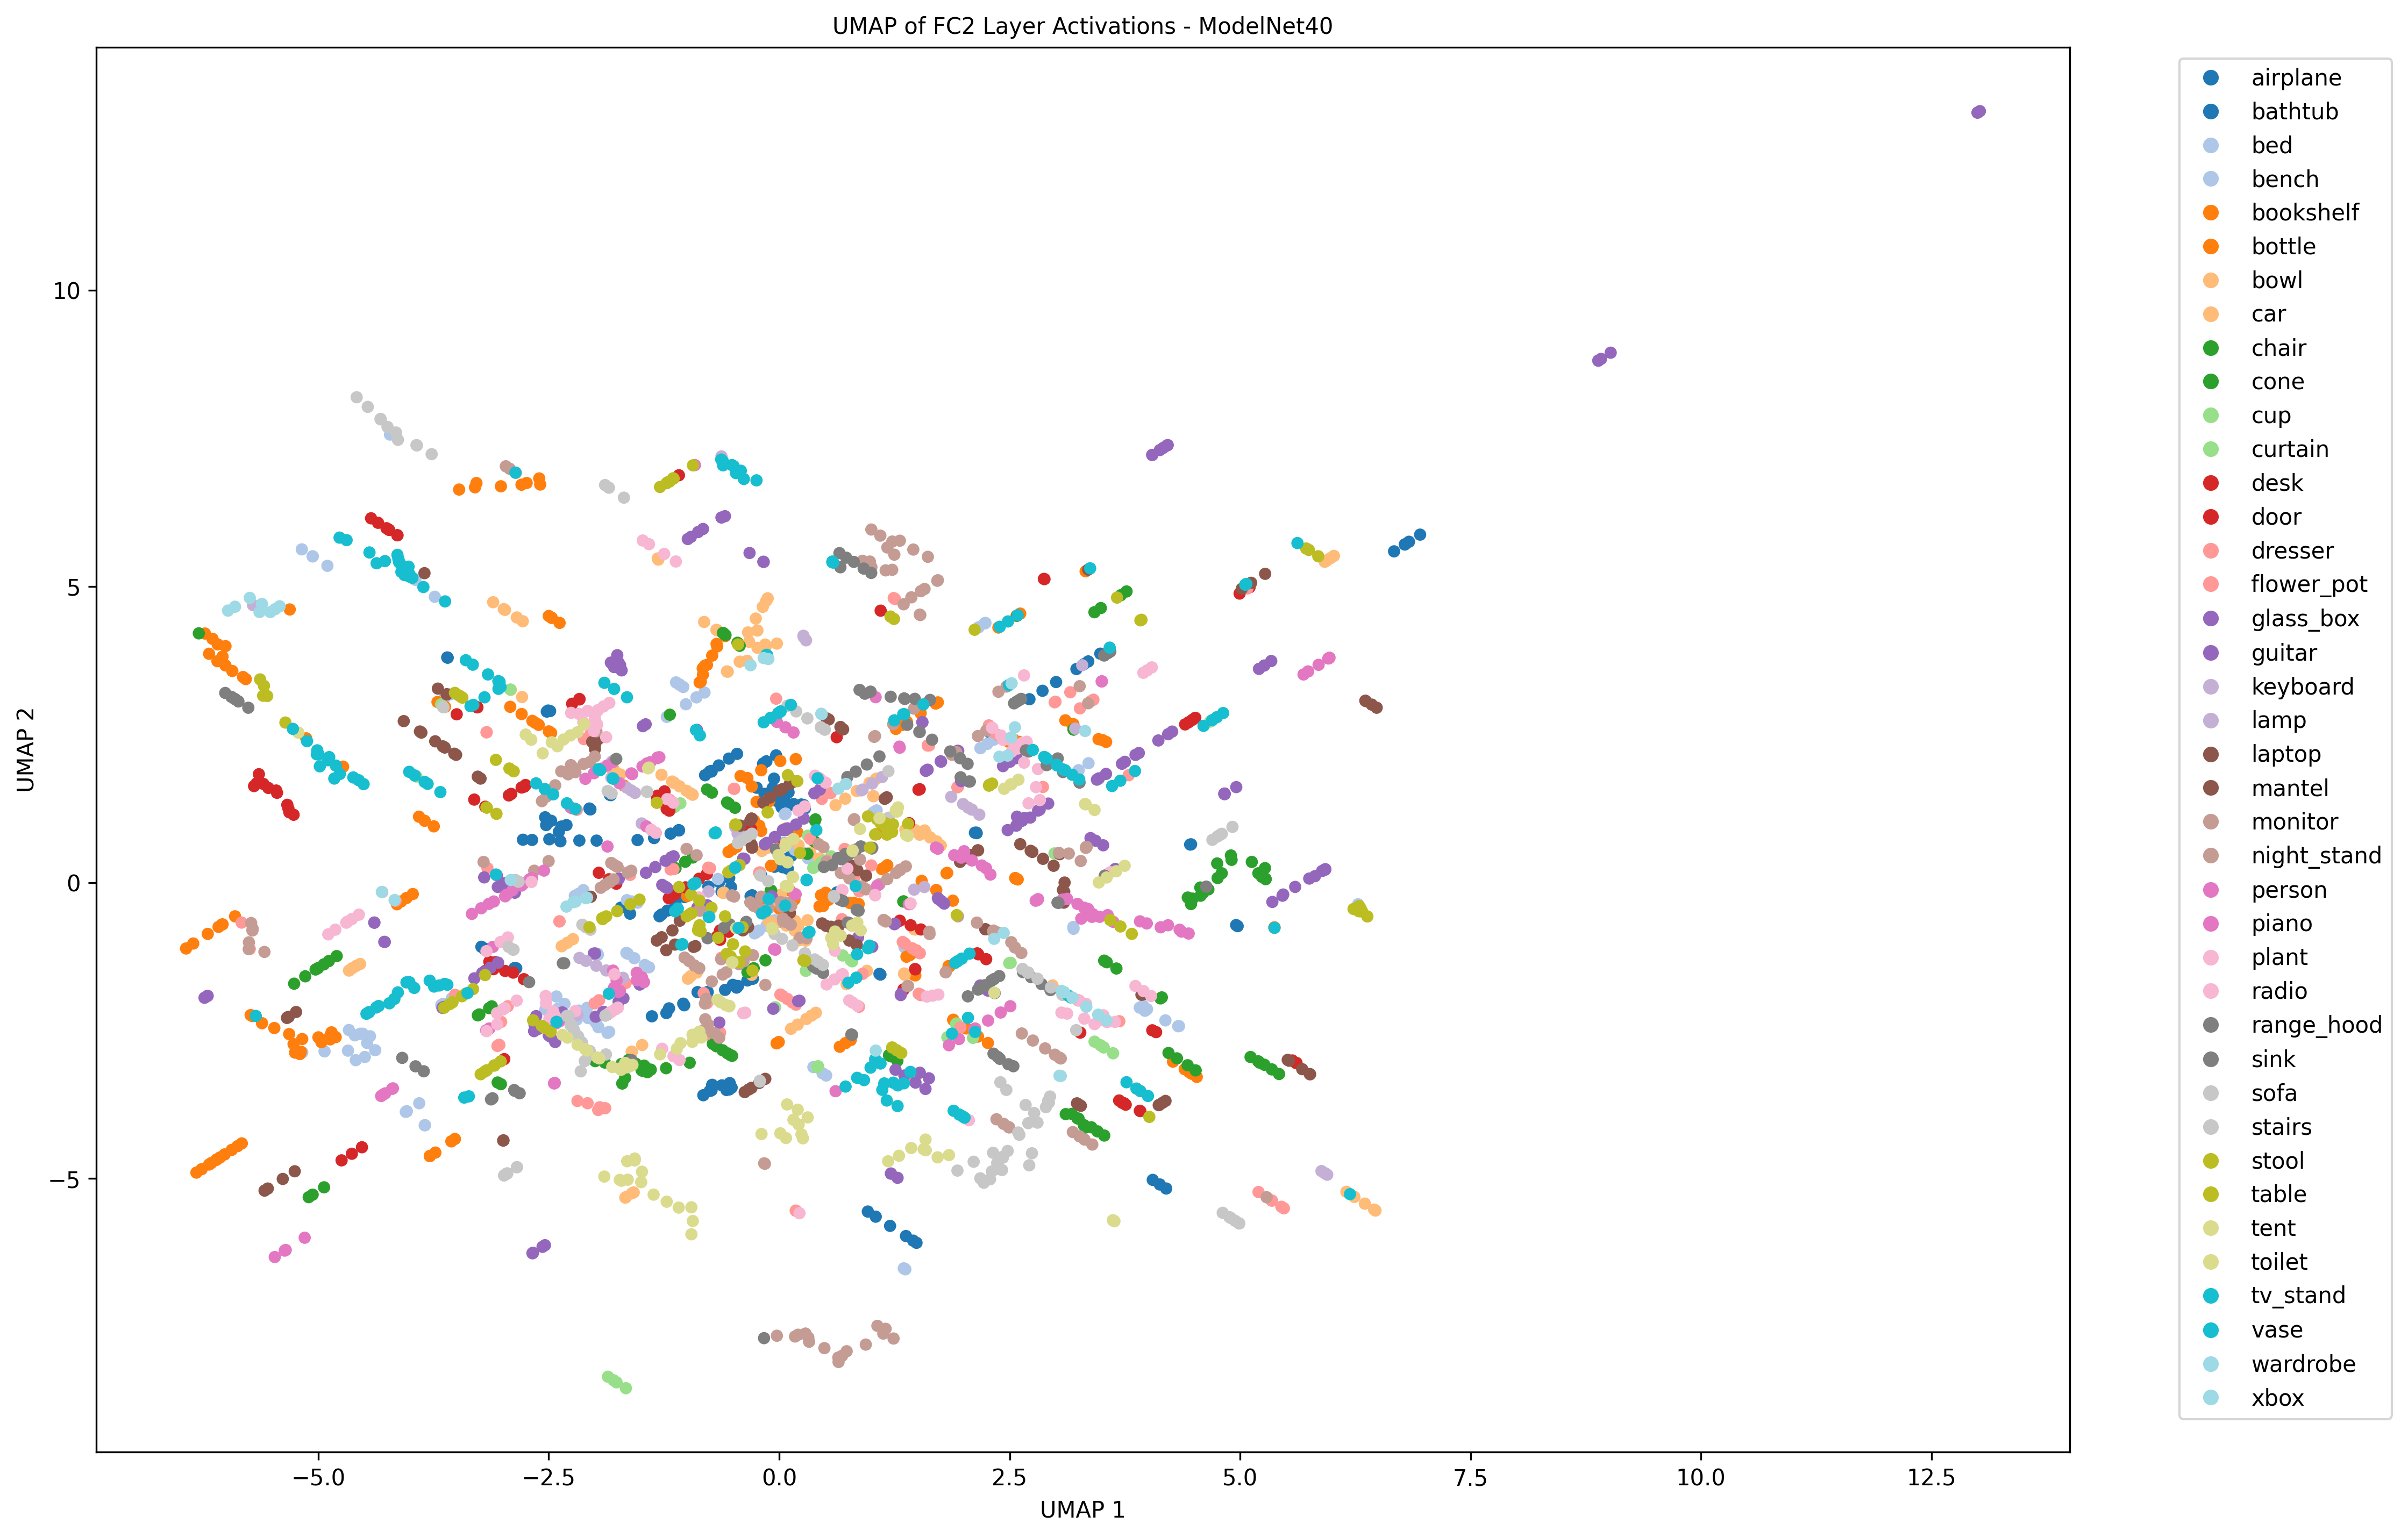 UMAP of FC2 Layer Activations - ModelNet40
10
5
0
−5
UMAP 2
−5.0
−2.5
0.0
2.5
5.0
7.5
10.0
12.5
UMAP 1
airplane
bathtub
bed
bench
bookshelf
bottle
bowl
car
chair
cone
cup
curtain
desk
door
dresser
flower_pot
glass_box
guitar
keyboard
lamp
laptop
mantel
monitor
night_stand
person
piano
plant
radio
range_hood
sink
sofa
stairs
stool
table
tent
toilet
tv_stand
vase
wardrobe
xbox